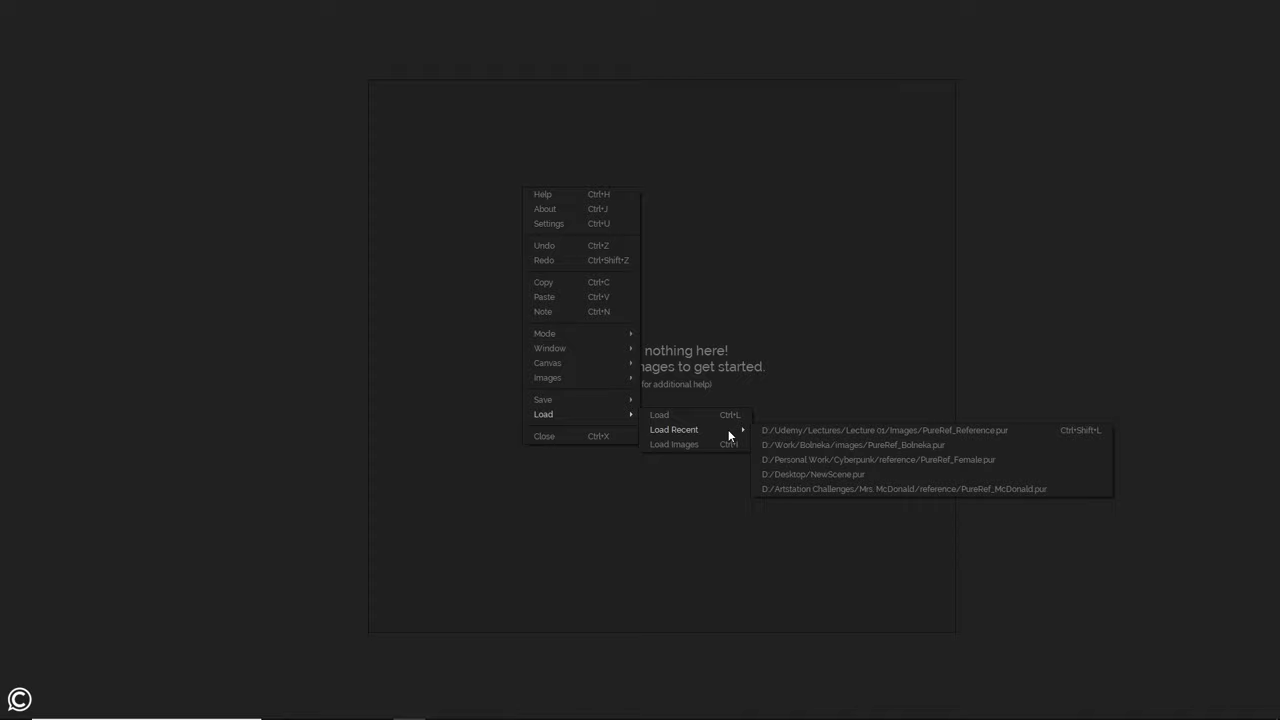 Help Ctrl+H
About Ctrl+J
Settings Ctrl+U
Undo Ctrl+Z
Redo Ctrl+Shift+Z
Copy Ctrl+C
Paste Ctrl+V
Note Ctrl+N
Mode
Window
nothing here!
Canvas
ages to get started.
Images
for additional help)
Save
Load
Load Ctrl+L
Load Recent
D:/Udemy/Lectures/Lecture 01/Images/PureRef_Reference.pur Ctrl+Shift+L
Close Ctrl+X
Load Images Ctrl+I
D:/Work/Bolneka/images/PureRef_Bolneka.pur
D:/Personal Work/Cyberpunk/reference/PureRef_Female.pur
D:/Desktop/NewScene.pur
D:/Artstation Challenges/Mrs. McDonald/reference/PureRef_McDonald.pur